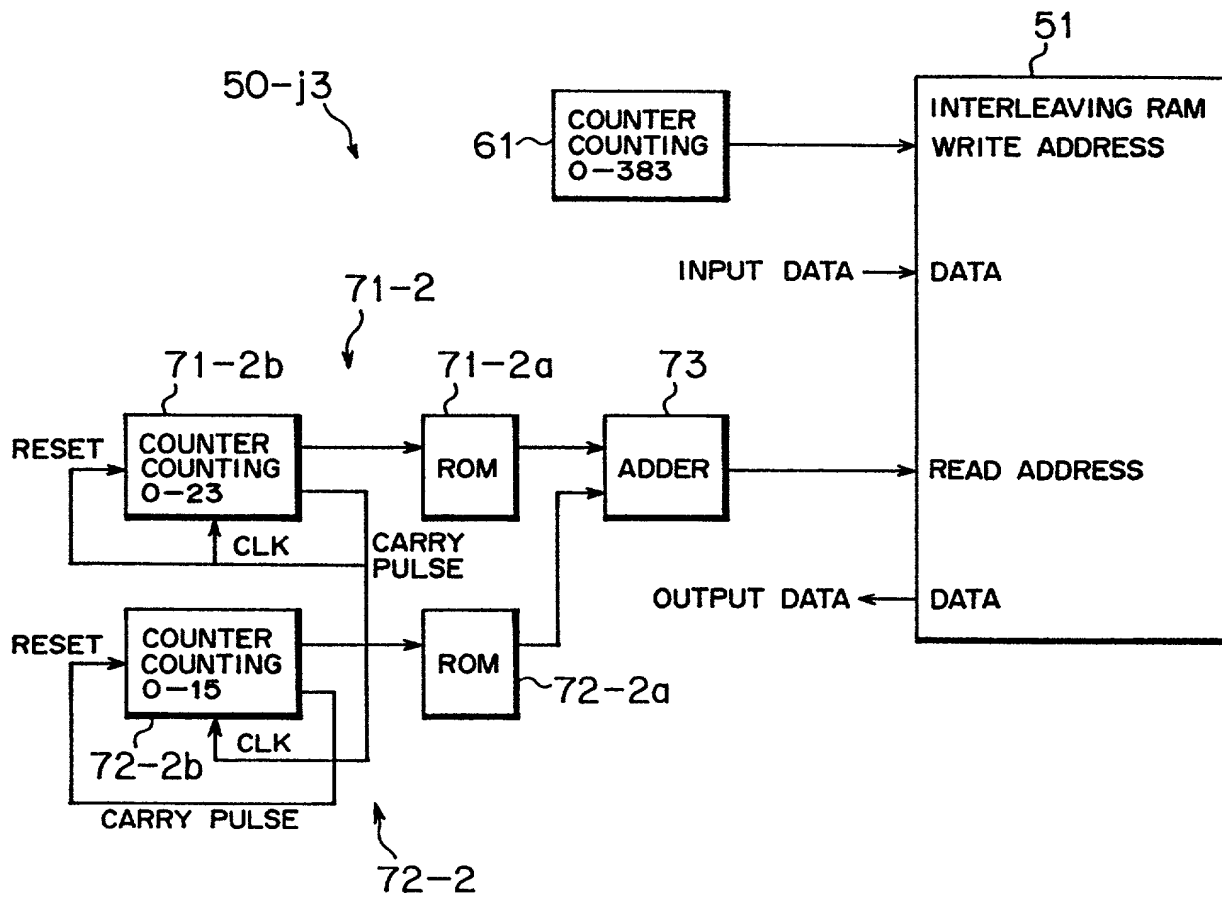 51
50-j3
COUNTER
COUNTING
0-383
61
INTERLEAVING RAM
WRITE ADDRESS
INPUT DATA
DATA
71-2
71-2b
71-2a
73
RESET
COUNTER
COUNTING
0-23
ROM
ADDER
READ ADDRESS
CLK
CARRY
PULSE
OUTPUT DATA
DATA
RESET
COUNTER
COUNTING
0-15
ROM
72-2a
CLK
72-2b
CARRY PULSE
72-2